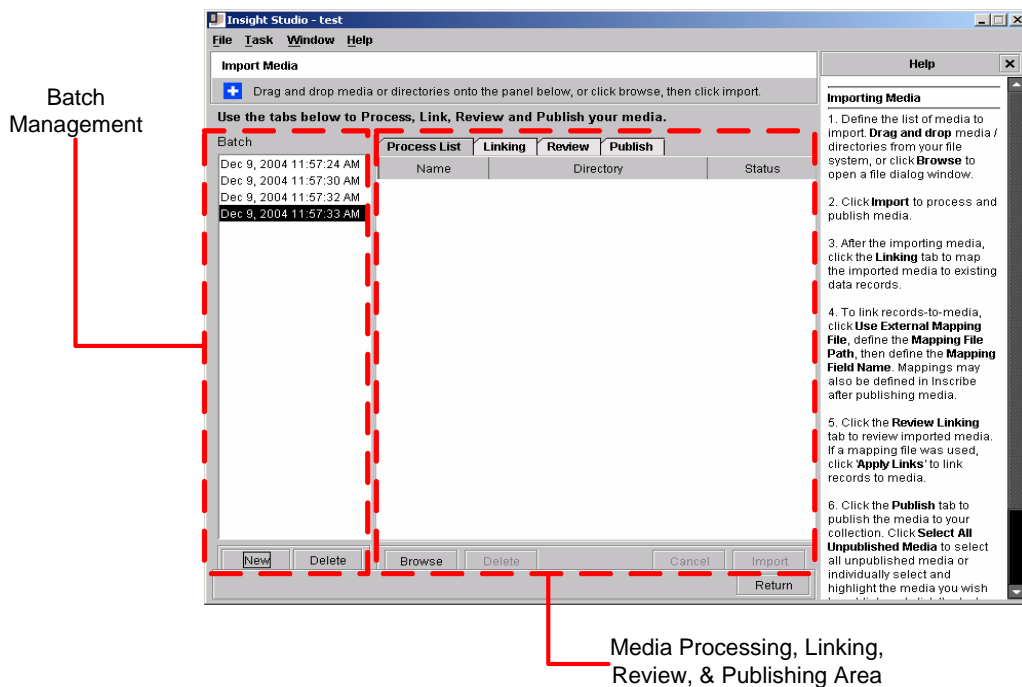 Insight Studio - test
File Task Window Help
Import Media
Drag and drop media or directories onto the panel below, or click browse, then click import.
Use the tabs below to Process, Link, Review and Publish your media.
Batch
Management
Batch
Dec 9, 2004 11:57:24 AM
Dec 9, 2004 11:57:30 AM
Dec 9, 2004 11:57:32 AM
Dec 9, 2004 11:57:33 AM
New Delete
Process List Linking Review Publish
Name Directory Status
Browse Delete Cancel Import
Return
Help
Importing Media
1. Define the list of media to
import. Drag and drop media /
directories from your file
system, or click Browse to
open a file dialog window.
2. Click Import to process and
publish media.
3. After the importing media,
click the Linking tab to map
the imported media to existing
data records.
4. To link records-to-media,
click Use External Mapping
File, define the Mapping File
Path, then define the Mapping
Field Name. Mappings may
also be defined in Inscribe
after publishing media.
5. Click the Review Linking
tab to review imported media.
If a mapping file was used,
click 'Apply Links' to link
records to media.
6. Click the Publish tab to
publish the media to your
collection. Click Select All
Unpublished Media to select
all unpublished media or
individually select and
highlight the media you wish
Media Processing, Linking,
Review, & Publishing Area